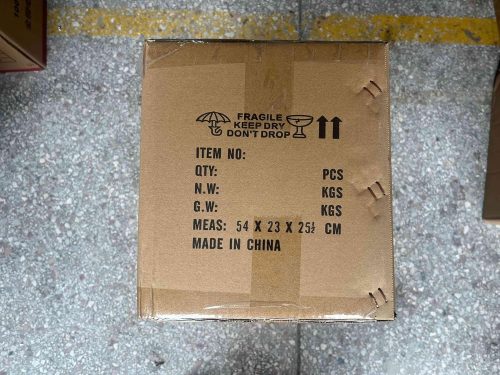 FRAGILE
KEEP DRY
DON'T DROP
ITEM NO:
QTY: PCS
N.W: KGS
G.W: KGS
MEAS: 54 X 23 X 25½ CM
MADE IN CHINA